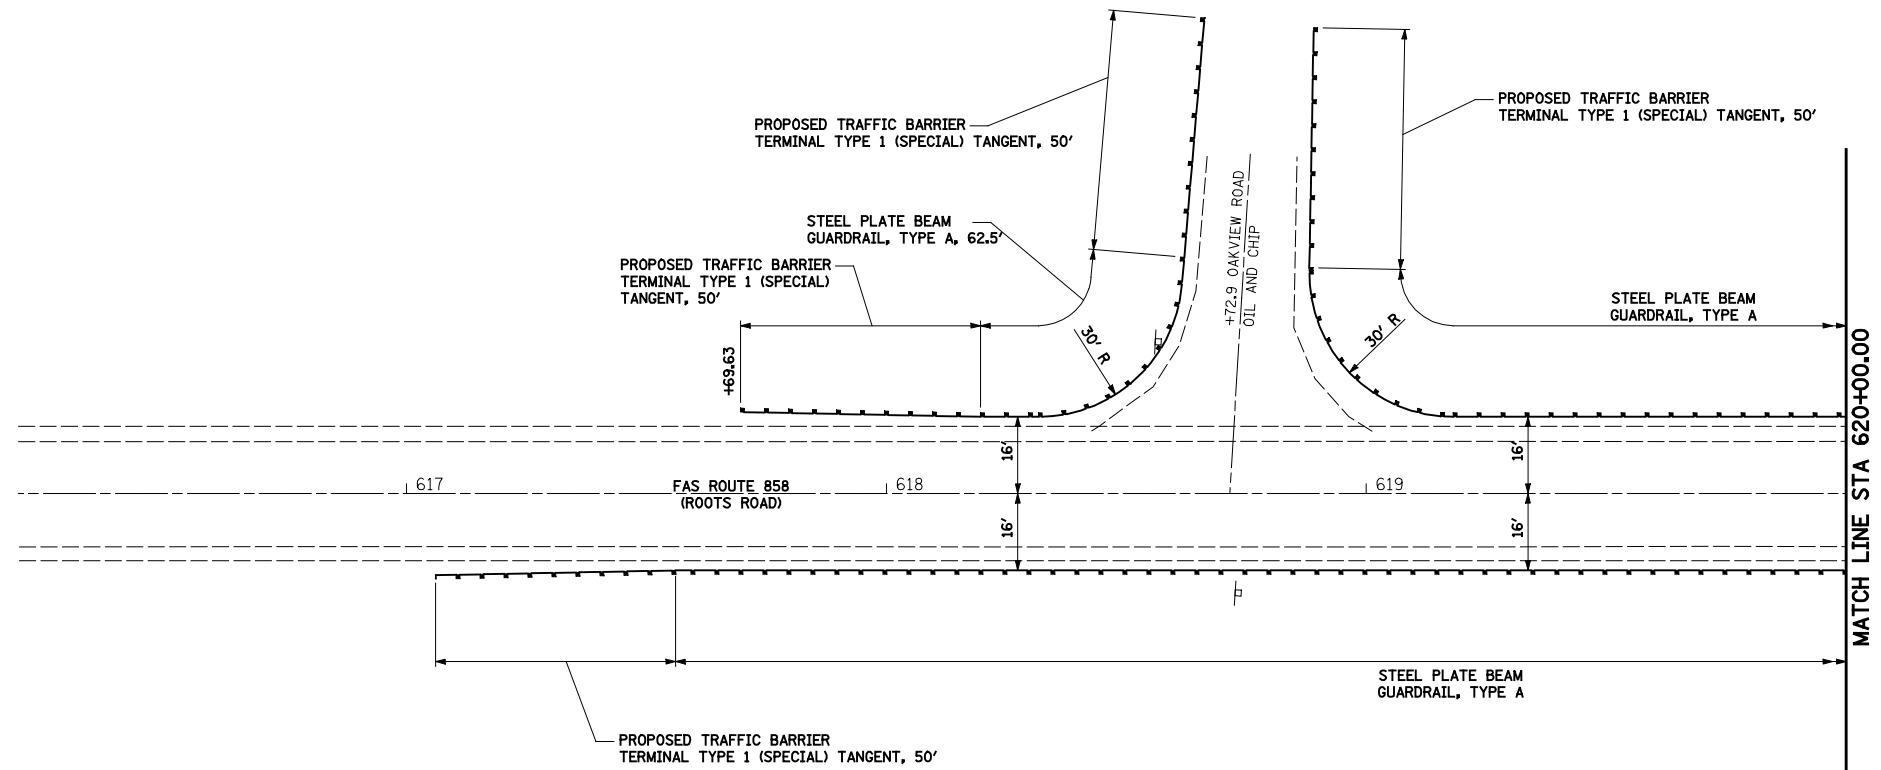 PROPOSED TRAFFIC BARRIER
TERMINAL TYPE 1 (SPECIAL) TANGENT, 50'
PROPOSED TRAFFIC BARRIER
TERMINAL TYPE 1 (SPECIAL) TANGENT, 50'
STEEL PLATE BEAM
GUARDRAIL, TYPE A, 62.5'
PROPOSED TRAFFIC BARRIER
TERMINAL TYPE 1 (SPECIAL)
TANGENT, 50'
+72.9 OAKVIEW ROAD
OIL AND CHIP
STEEL PLATE BEAM
GUARDRAIL, TYPE A
+69.63
30' R
30' R
16'
16'
617
FAS ROUTE 858
(ROOTS ROAD)
618
619
16'
16'
MATCH LINE STA 620+00.00
STEEL PLATE BEAM
GUARDRAIL, TYPE A
PROPOSED TRAFFIC BARRIER
TERMINAL TYPE 1 (SPECIAL) TANGENT, 50'